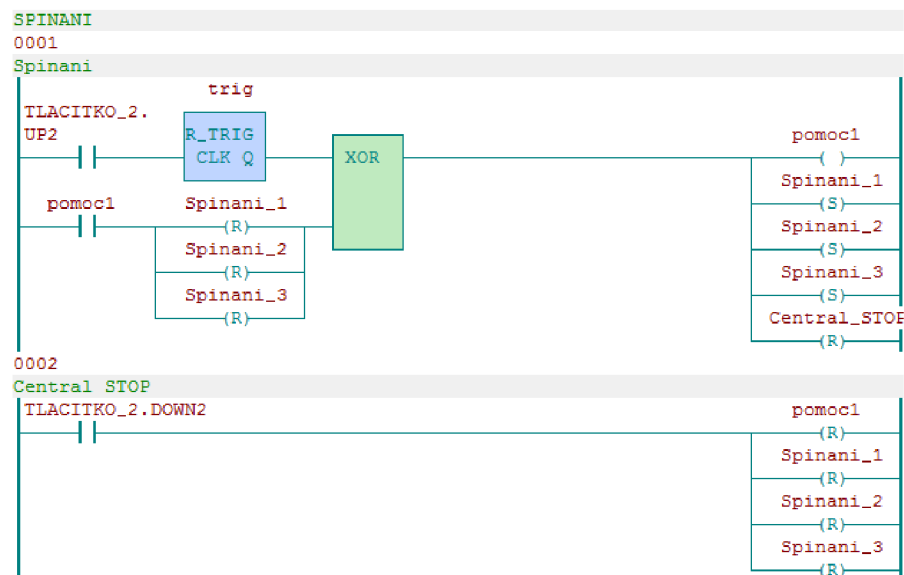 SPINANI
0001
Spinani
trig
TLACITKO_2.
UP2
R_TRIG
CLK Q
XOR
pomoc1
( )
Spinani_1
(S)
pomoc1
Spinani_1
(R)
Spinani_2
(S)
Spinani_2
(R)
Spinani_3
(S)
Spinani_3
(R)
Central_STOP
(R)
0002
Central STOP
TLACITKO_2.DOWN2
pomoc1
(R)
Spinani_1
(R)
Spinani_2
(R)
Spinani_3
(R)